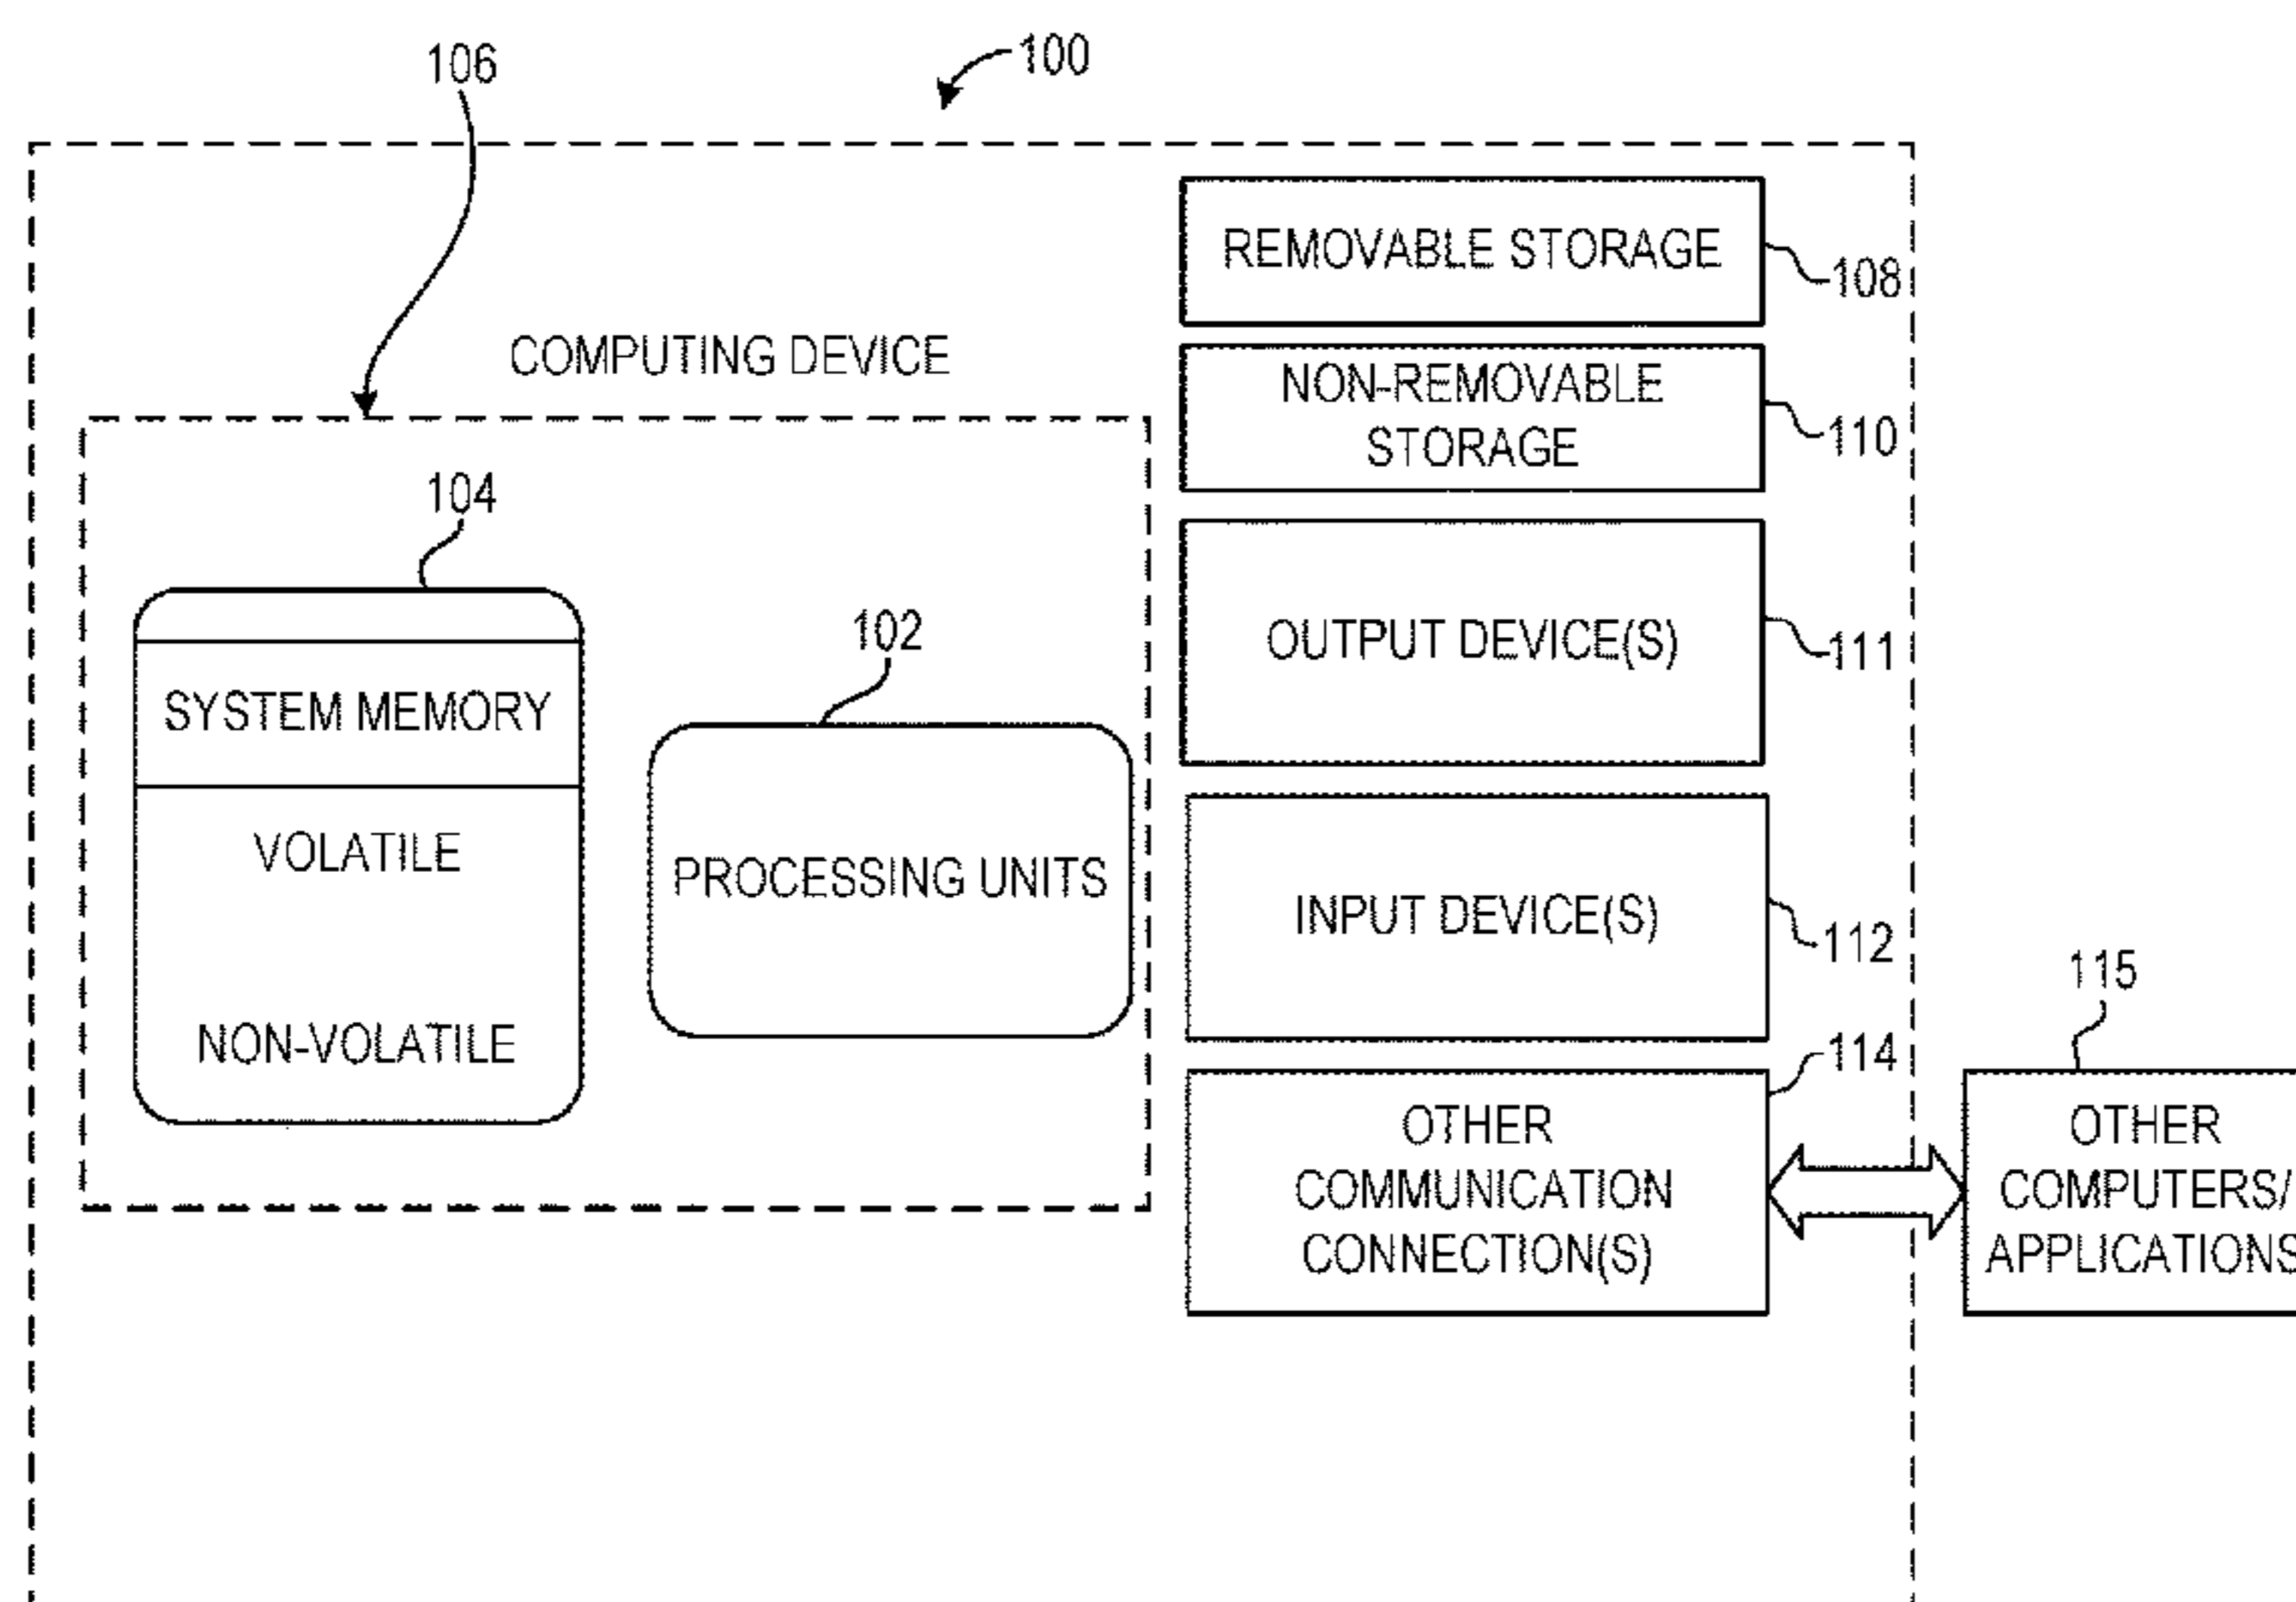 106
100
REMOVABLE STORAGE
108
COMPUTING DEVICE
NON-REMOVABLE
STORAGE
110
104
102
OUTPUT DEVICE(S)
111
SYSTEM MEMORY
VOLATILE
NON-VOLATILE
PROCESSING UNITS
INPUT DEVICE(S)
112
115
114
OTHER
COMMUNICATION
CONNECTION(S)
OTHER
COMPUTERS/
APPLICATIONS